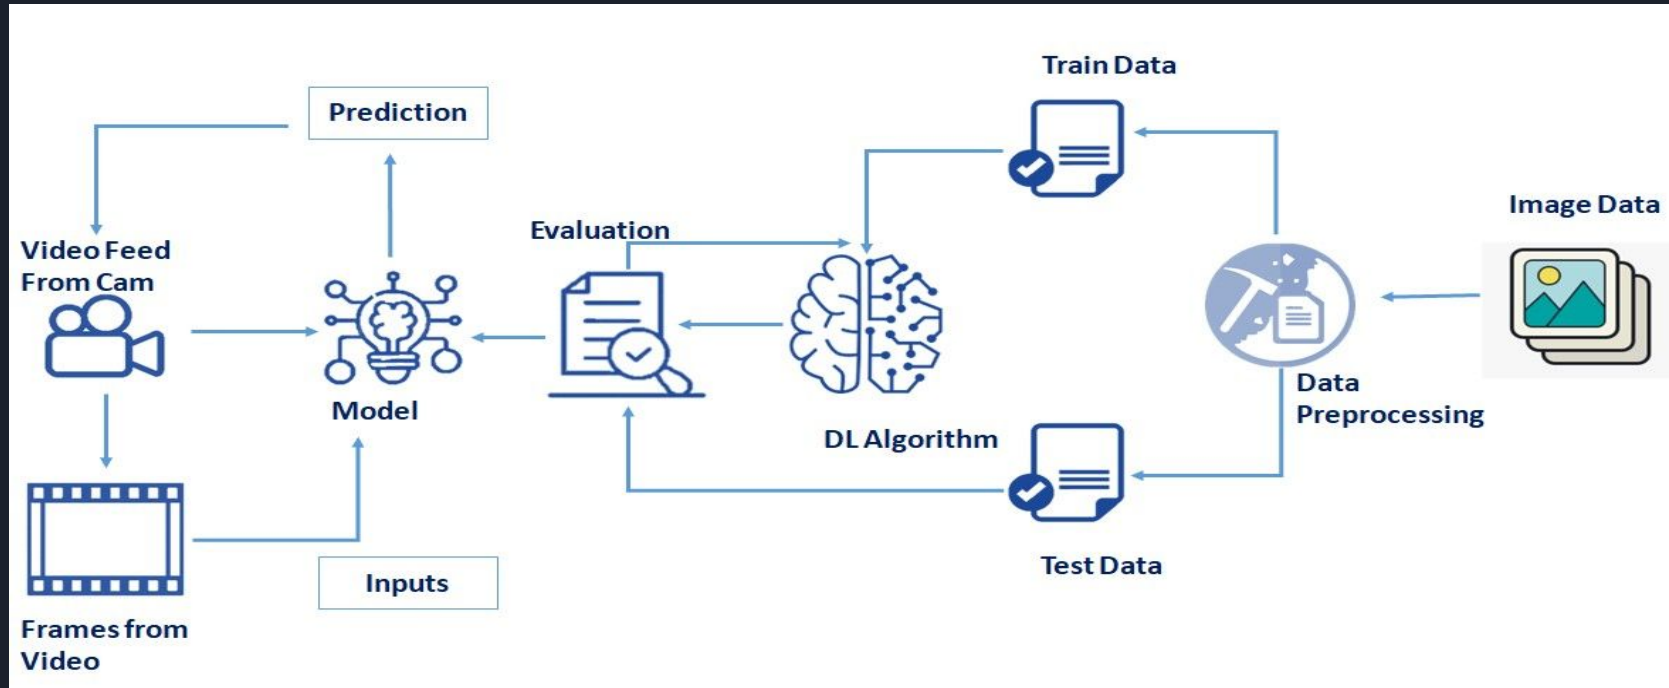 Train Data
Prediction
Image Data
Evaluation
Video Feed
From Cam
Data
Preprocessing
Model
DL Algorithm
Test Data
Inputs
Frames from
Video